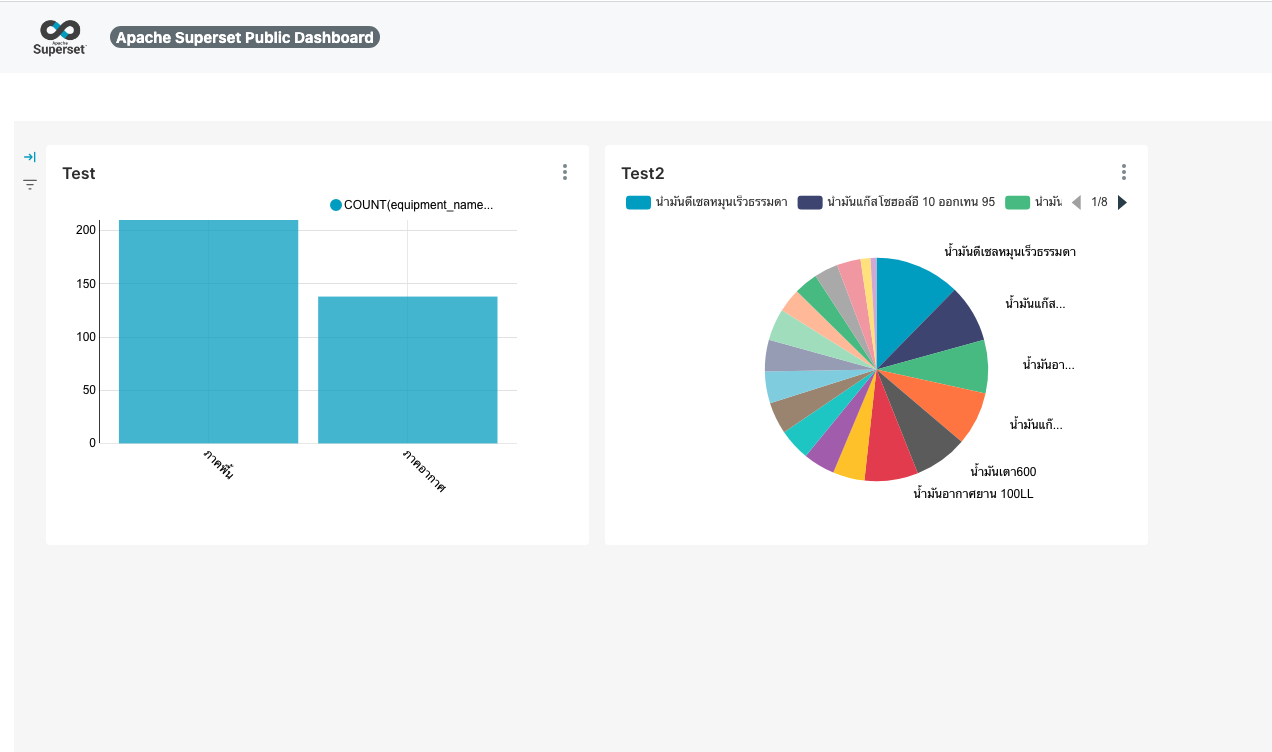 Apache
Superset
Apache Superset Public Dashboard
Test
COUNT(equipment_name...
200
150
100
50
0
ภาคพื้น
ภาคอากาศ
Test2
น้ำมันดีเซลหมุนเร็วธรรมดา
น้ำมันแก๊สโซฮอล์อี 10 ออกเทน 95
น้ำมัน
1/8
น้ำมันดีเซลหมุนเร็วธรรมดา
น้ำมันแก๊ส...
น้ำมันอา...
น้ำมันแก๊...
น้ำมันเตา600
น้ำมันอากาศยาน 100LL